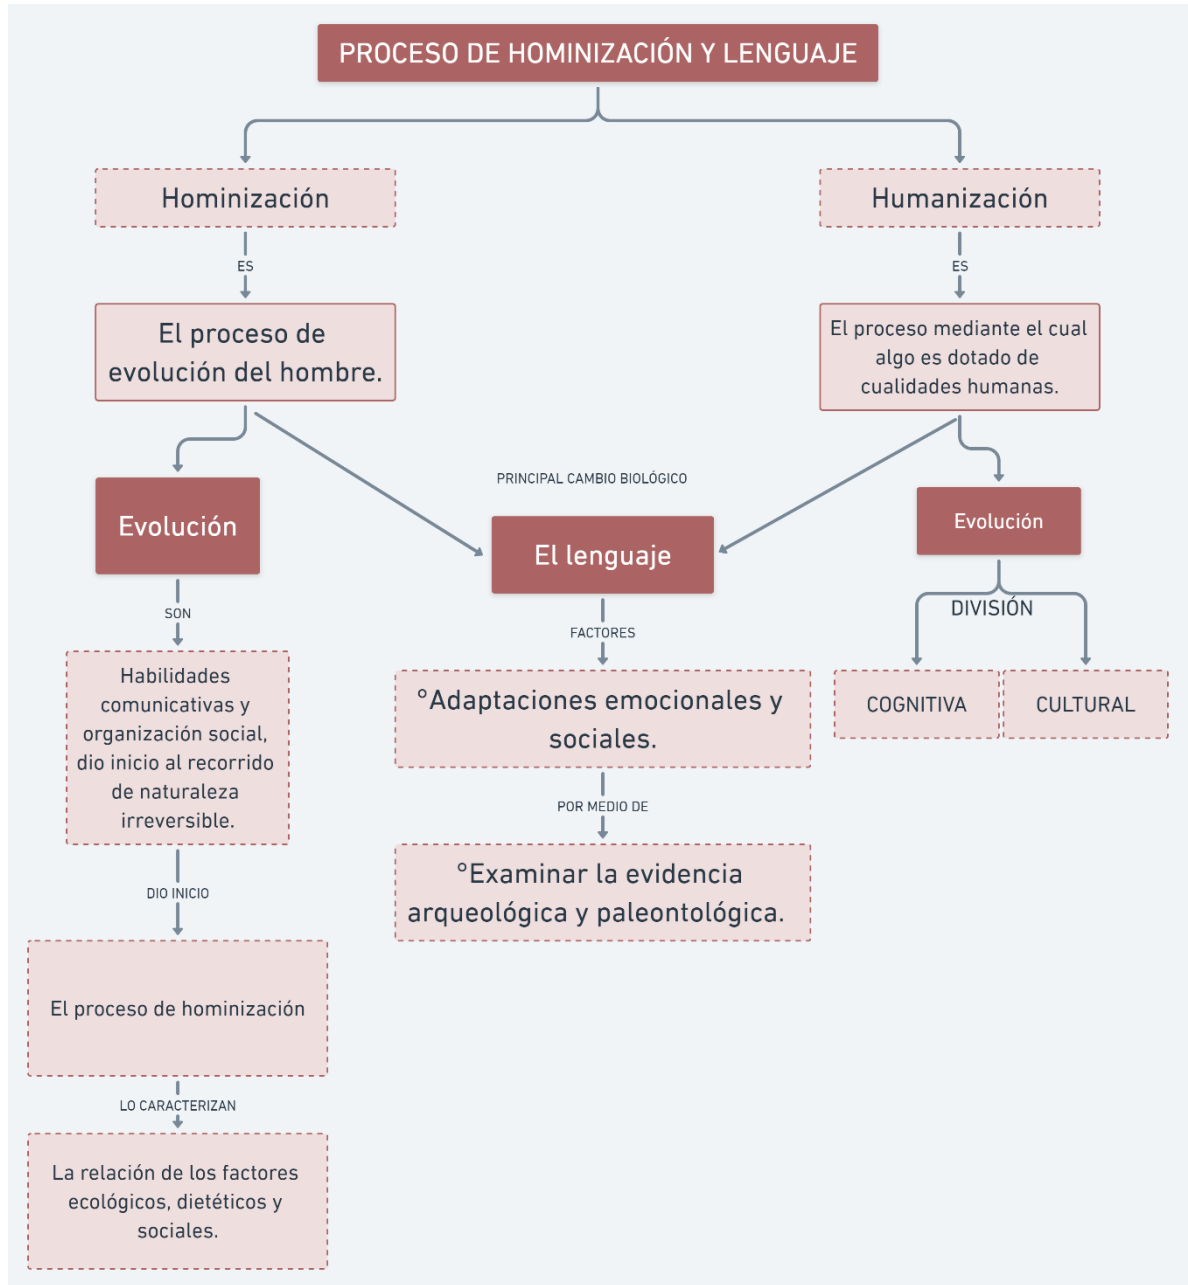 PROCESO DE HOMINIZACIÓN Y LENGUAJE
Hominización
Humanización
ES
ES
El proceso de
evolución del hombre.
El proceso mediante el cual
algo es dotado de
cualidades humanas.
PRINCIPAL CAMBIO BIOLÓGICO
Evolución
El lenguaje
Evolución
SON
FACTORES
DIVISIÓN
Habilidades
comunicativas y
organización social,
dio inicio al recorrido
de naturaleza
irreversible.
°Adaptaciones emocionales y
sociales.
COGNITIVA
CULTURAL
POR MEDIO DE
°Examinar la evidencia
arqueológica y paleontológica.
DIO INICIO
El proceso de hominización
LO CARACTERIZAN
La relación de los factores
ecológicos, dietéticos y
sociales.